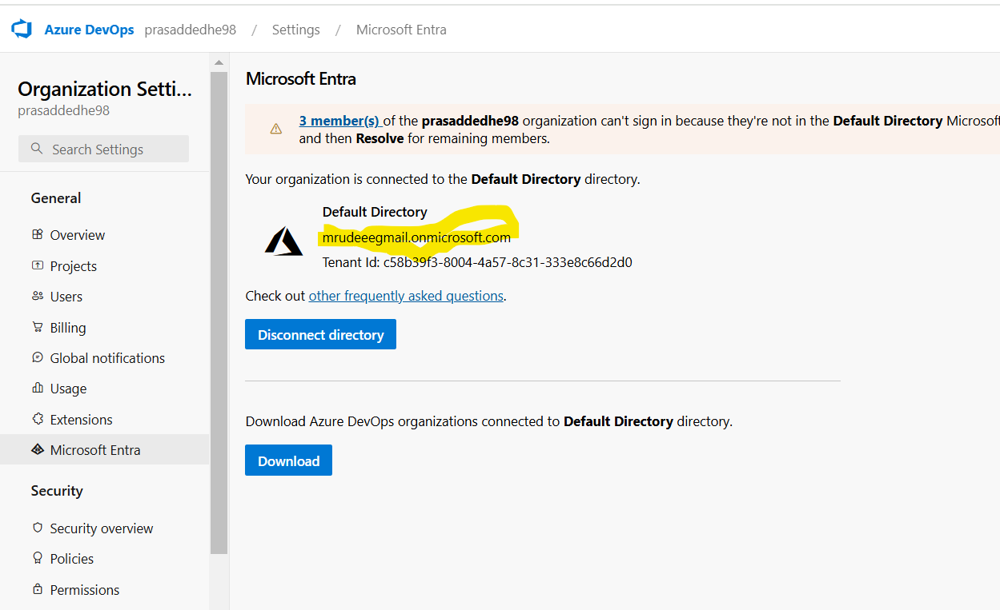 Azure DevOps prasaddedhe98 / Settings / Microsoft Entra
Organization Setti...
prasaddedhe98
Search Settings
General
Overview
Projects
Users
Billing
Global notifications
Usage
Extensions
Microsoft Entra
Security
Security overview
Policies
Permissions
Microsoft Entra
3 member(s) of the prasaddedhe98 organization can't sign in because they're not in the Default Directory Microsoft
and then Resolve for remaining members.
Your organization is connected to the Default Directory directory.
Default Directory
mrudeeegmail.onmicrosoft.com
Tenant Id: c58b39f3-8004-4a57-8c31-333e8c66d2d0
Check out other frequently asked questions.
Disconnect directory
Download Azure DevOps organizations connected to Default Directory directory.
Download